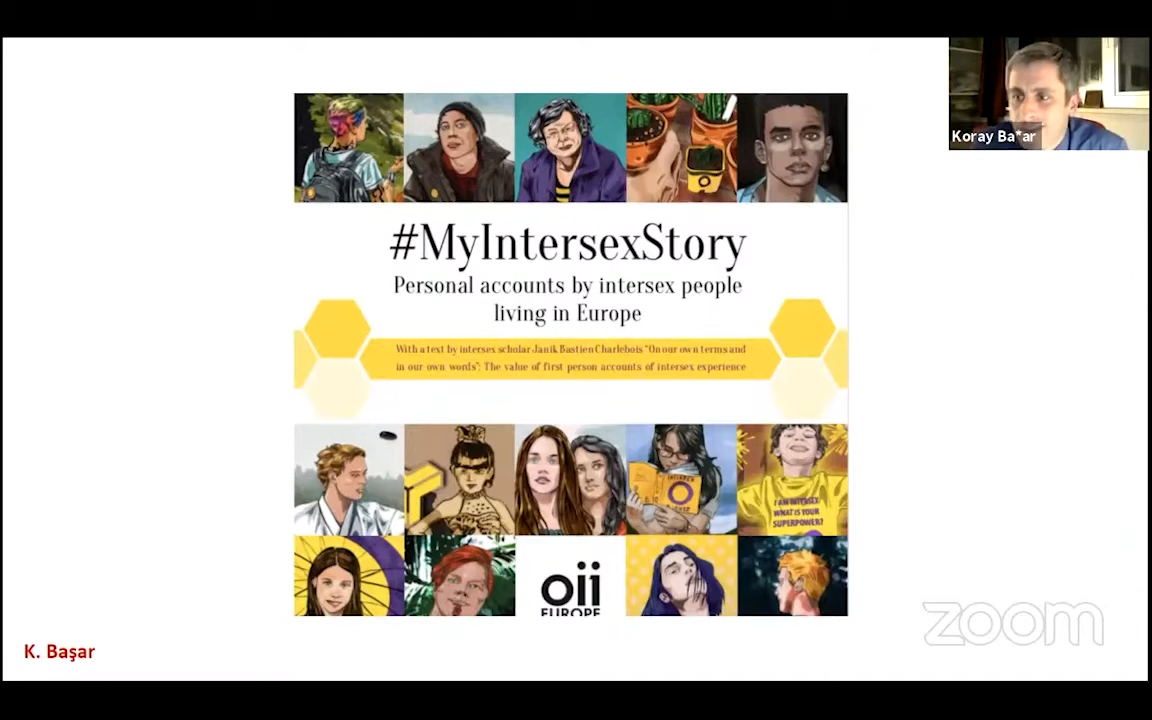 Koray Ba*ar
#MyIntersexStory
Personal accounts by intersex people
living in Europe
With a text by intersex scholar Janik Bastien Charlebois "On our own terms and
in our own words": The value of first person accounts of intersex experience
INTERSEX
I AM INTERSEX
WHAT IS YOUR
SUPERPOWER?
oii
EUROPE
zoom
K. Başar